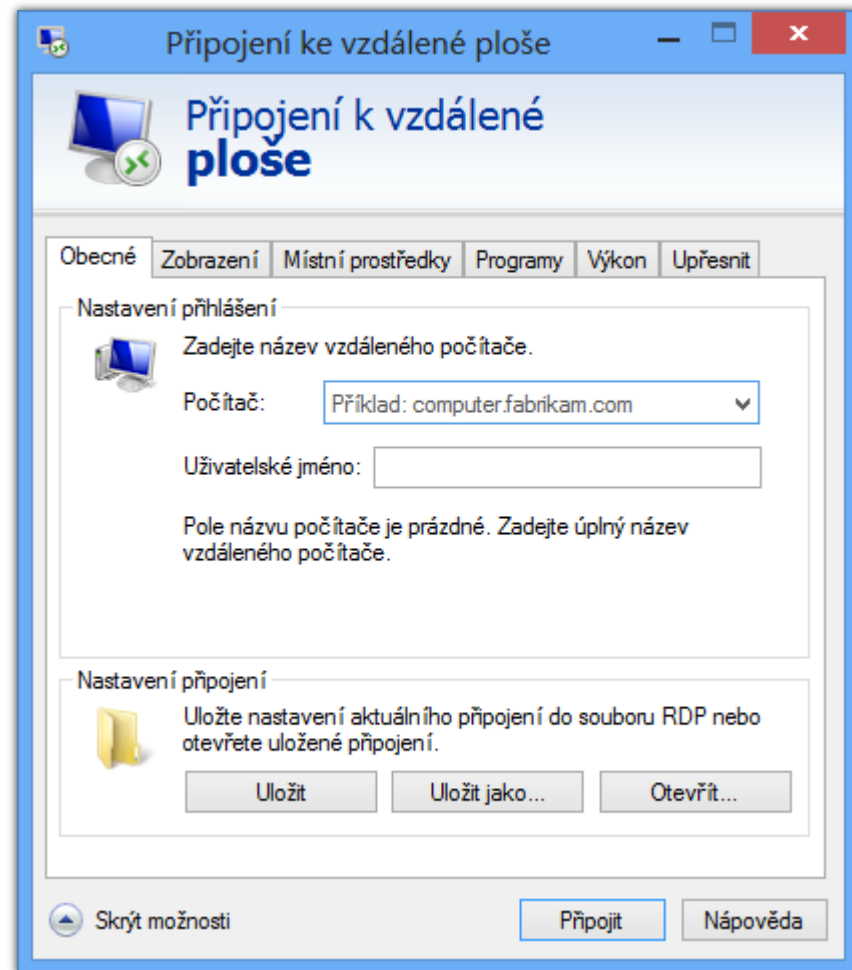 Připojení ke vzdálené ploše
Připojení k vzdálené
ploše
Obecné Zobrazení Místní prostředky Programy Výkon Upřesnit
Nastavení přihlášení
Zadejte název vzdáleného počítače.
Počítač: Příklad: computer.fabrikam.com
Uživatelské jméno:
Pole názvu počítače je prázdné. Zadejte úplný název
vzdáleného počítače.
Nastavení připojení
Uložte nastavení aktuálního připojení do souboru RDP nebo
otevřete uložené připojení.
Uložit Uložit jako... Otevřít...
Skrýt možnosti Připojit Nápověda